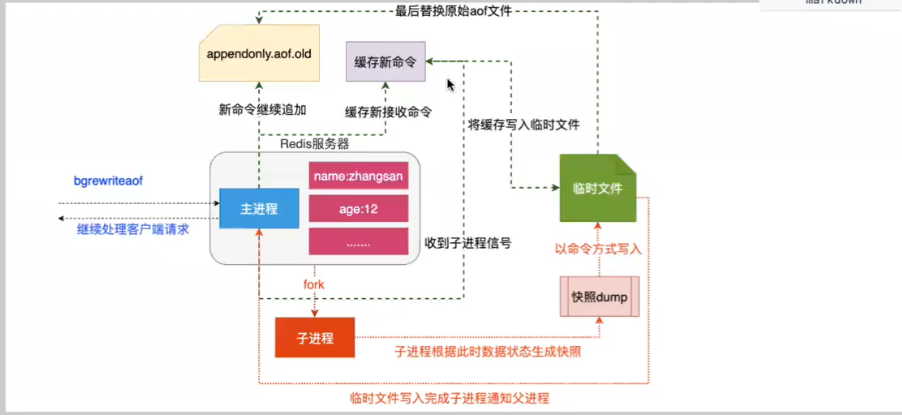 markdown
最后替换原始aof文件
appendonly.aof.old
缓存新命令
新命令继续追加
缓存新接收命令
将缓存写入临时文件
Redis服务器
bgrewriteaof
name:zhangsan
主进程
age:12
临时文件
继续处理客户端请求
.......
收到子进程信号
以命令方式写入
fork
快照dump
子进程
子进程根据此时数据状态生成快照
临时文件写入完成子进程通知父进程